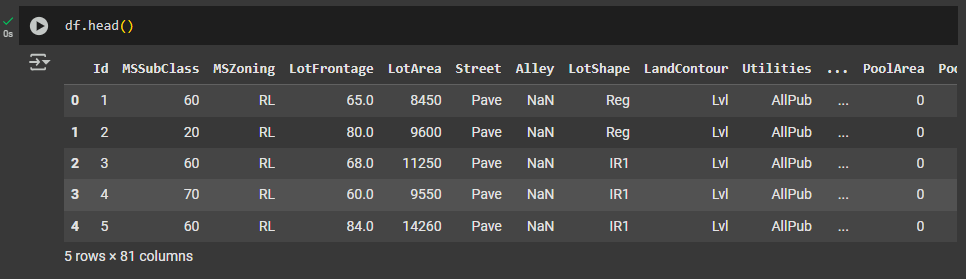 df.head()
0s
Id MSSubClass MSZoning LotFrontage LotArea Street Alley LotShape LandContour Utilities ... PoolArea Poo
0 1 60 RL 65.0 8450 Pave NaN Reg Lvl AllPub ... 0
1 2 20 RL 80.0 9600 Pave NaN Reg Lvl AllPub ... 0
2 3 60 RL 68.0 11250 Pave NaN IR1 Lvl AllPub ... 0
3 4 70 RL 60.0 9550 Pave NaN IR1 Lvl AllPub ... 0
4 5 60 RL 84.0 14260 Pave NaN IR1 Lvl AllPub ... 0
5 rows × 81 columns